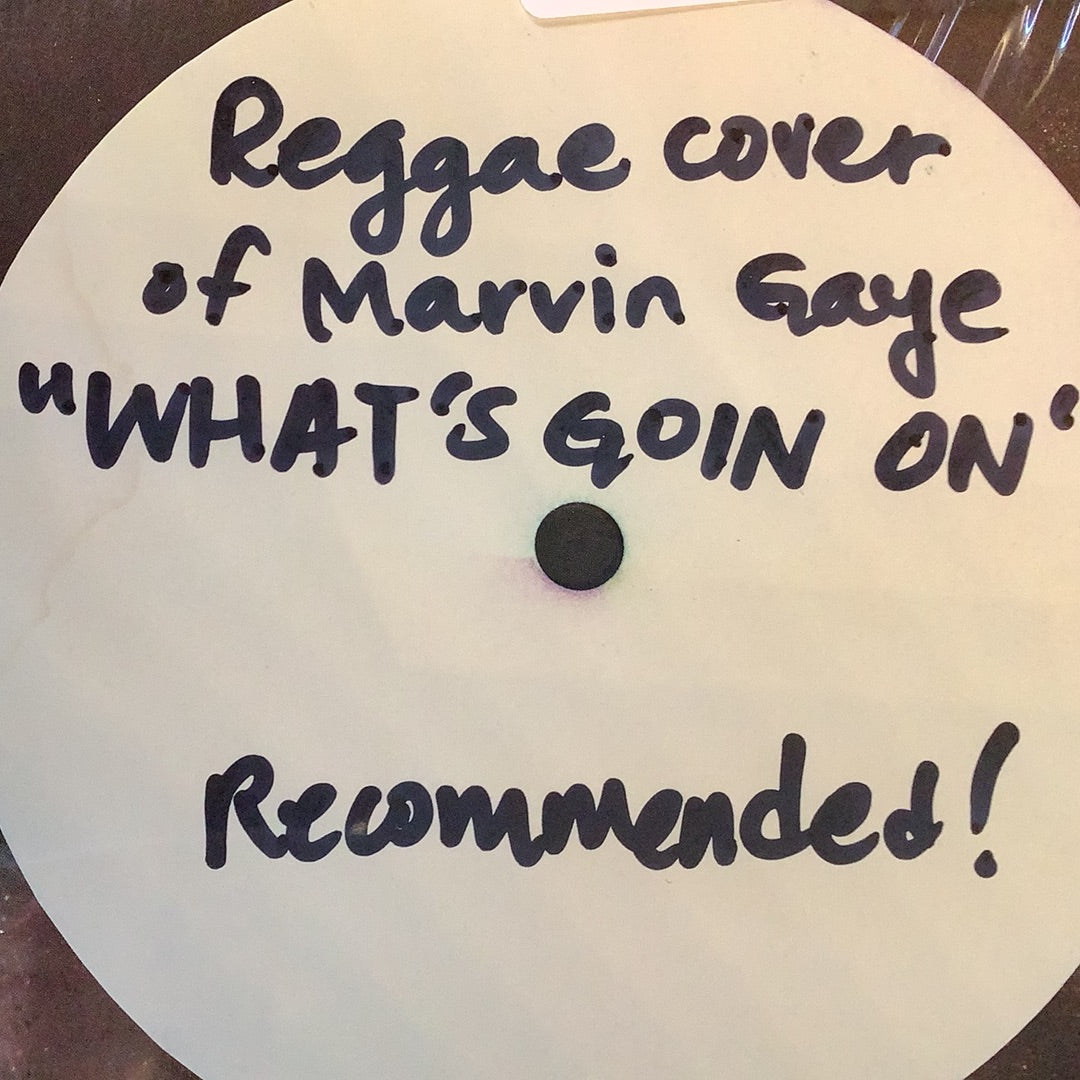 Reggae cover
of Marvin Gaye
"WHAT'S GOIN ON'
Recommended!